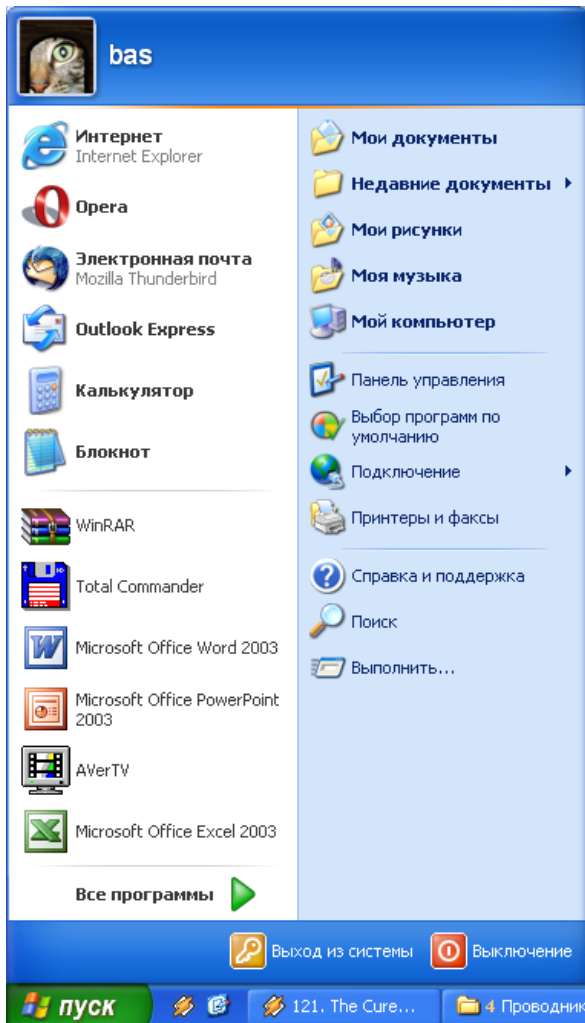 bas
Интернет
Internet Explorer
Opera
Электронная почта
Mozilla Thunderbird
Outlook Express
Калькулятор
Блокнот
WinRAR
Total Commander
Microsoft Office Word 2003
Microsoft Office PowerPoint
2003
AVerTV
Microsoft Office Excel 2003
Все программы
Мои документы
Недавние документы
Мои рисунки
Моя музыка
Мой компьютер
Панель управления
Выбор программ по
умолчанию
Подключение
Принтеры и факсы
Справка и поддержка
Поиск
Выполнить...
Выход из системы
Выключение
пуск
121. The Cure...
4 Проводник